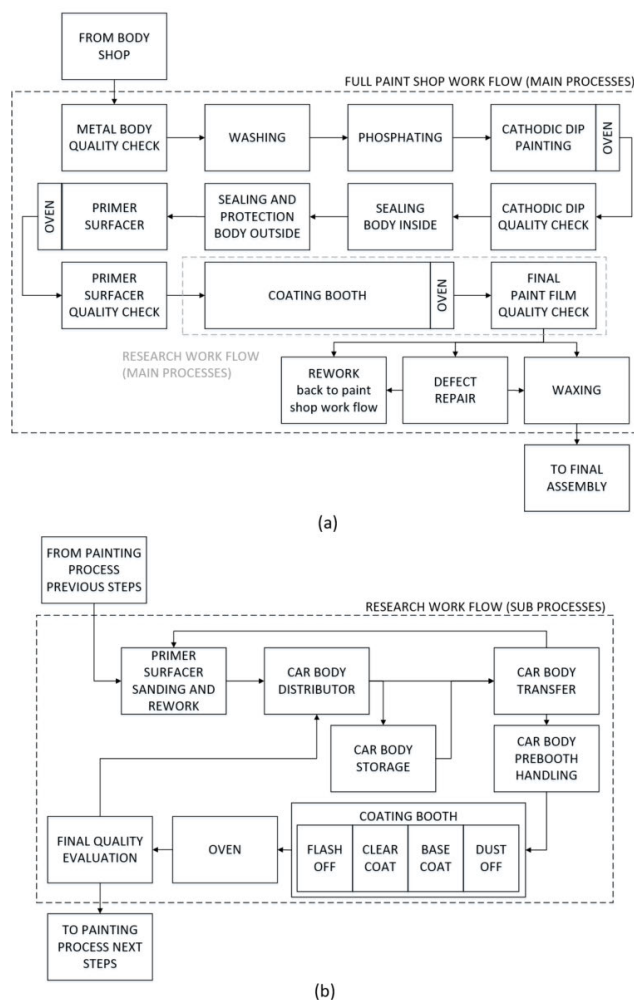 FROM BODY
SHOP
FULL PAINT SHOP WORK FLOW (MAIN PROCESSES)
METAL BODY
QUALITY CHECK
WASHING
PHOSPHATING
CATHODIC DIP
PAINTING
OVEN
OVEN
PRIMER
SURFACER
SEALING AND
PROTECTION
BODY OUTSIDE
SEALING
BODY INSIDE
CATHODIC DIP
QUALITY CHECK
PRIMER
SURFACER
QUALITY CHECK
COATING BOOTH
OVEN
FINAL
PAINT FILM
QUALITY CHECK
RESEARCH WORK FLOW
(MAIN PROCESSES)
REWORK
back to paint
shop work flow
DEFECT
REPAIR
WAXING
TO FINAL
ASSEMBLY
(a)
FROM PAINTING
PROCESS
PREVIOUS STEPS
RESEARCH WORK FLOW (SUB PROCESSES)
PRIMER
SURFACER
SANDING AND
REWORK
CAR BODY
DISTRIBUTOR
CAR BODY
TRANSFER
CAR BODY
STORAGE
CAR BODY
PREBOOTH
HANDLING
FINAL QUALITY
EVALUATION
OVEN
COATING BOOTH
FLASH
OFF
CLEAR
COAT
BASE
COAT
DUST
OFF
TO PAINTING
PROCESS NEXT
STEPS
(b)